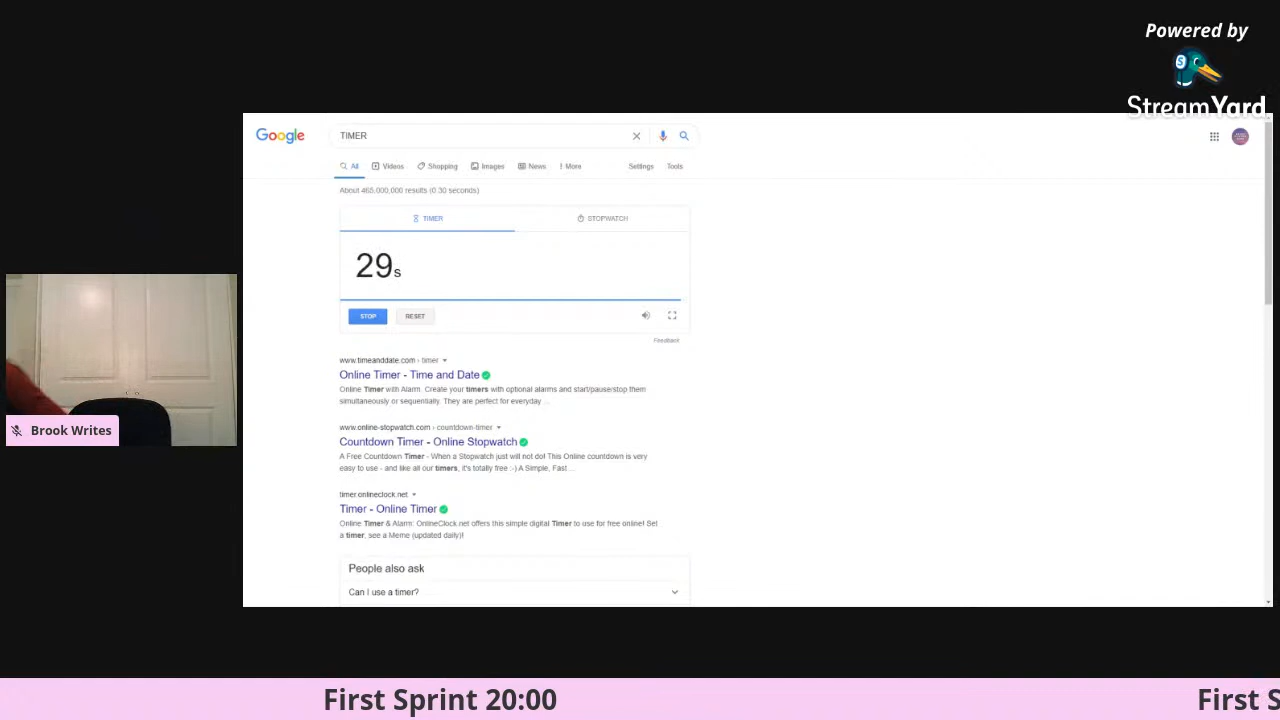 Powered by
StreamYard
Google
TIMER
All Videos Shopping Images News More Settings Tools
About 465,000,000 results (0.30 seconds)
TIMER STOPWATCH
29s
STOP RESET
Feedback
www.timeanddate.com › timer
Online Timer - Time and Date
Online Timer with Alarm. Create your timers with optional alarms and start/pause/stop them
simultaneously or sequentially. They are perfect for everyday ...
www.online-stopwatch.com › countdown-timer
Countdown Timer - Online Stopwatch
A Free Countdown Timer - When a Stopwatch just will not do! This Online countdown is very
easy to use - and like all our timers, it's totally free :-) A Simple, Fast ...
timer.onlineclock.net
Timer - Online Timer
Online Timer & Alarm: OnlineClock.net offers this simple digital Timer to use for free online! Set
a timer, see a Meme (updated daily)!
People also ask
Can I use a timer?
Brook Writes
First Sprint 20:00
First S